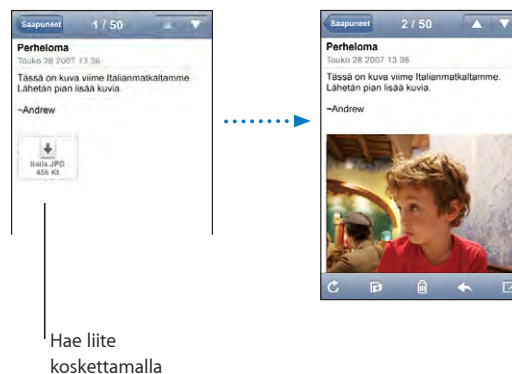 Saapuneet
1 / 50
Perheloma
Touko 28 2007 13.36
Tässä on kuva viime Italianmatkaltamme.
Lähetän pian lisää kuvia.
~Andrew
Italia.JPG
456 Kt
Hae liite
koskettamalla
Saapuneet
2 / 50
Perheloma
Touko 28 2007 13.36
Tässä on kuva viime Italianmatkaltamme.
Lähetän pian lisää kuvia.
~Andrew